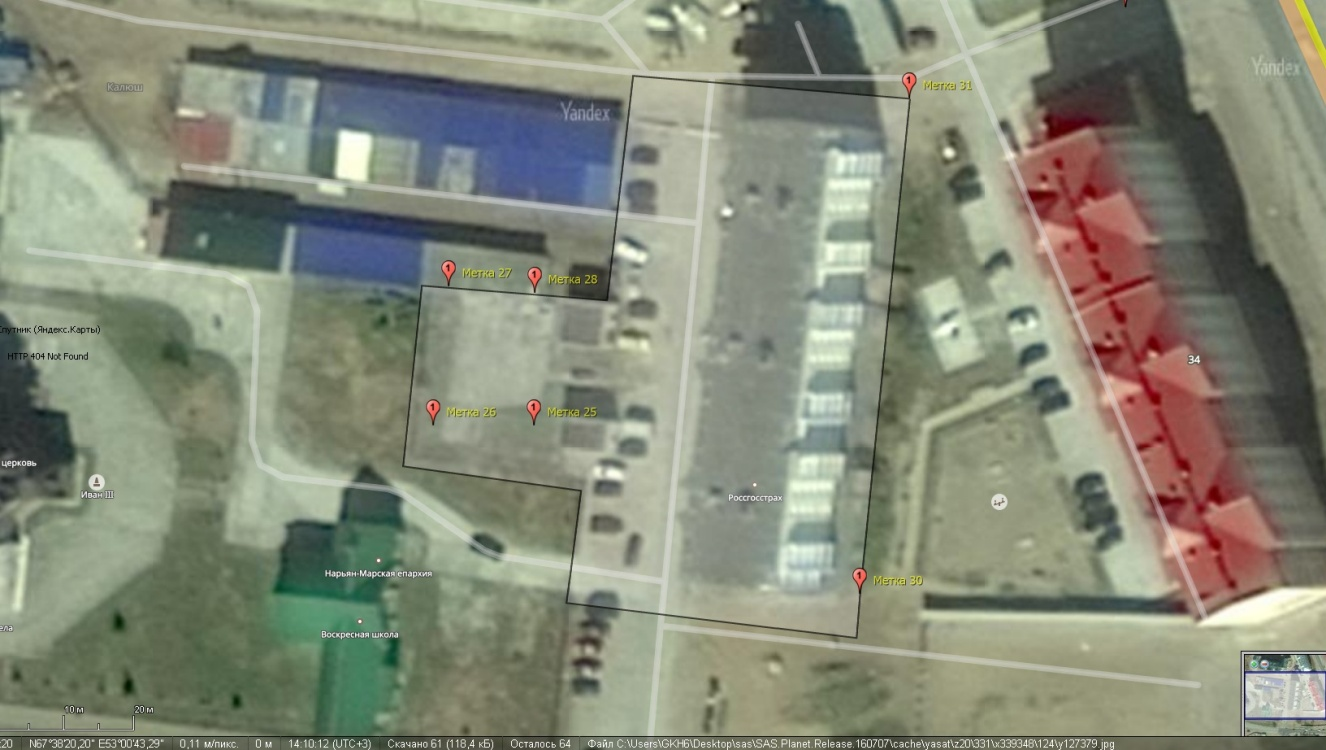 Калюш
Yandex
Yandex
Метка 31
Метка 27
Метка 28
Спутник (Яндекс.Карты)
HTTP 404 Not Found
34
Метка 26
Метка 25
церковь
Иван III
Россгосстрах
Нарьян-Марская епархия
Метка 30
Воскресная школа
10 м
20 м
:20 N67°38'20,20" E53°00'43,29" 0,11 м/пикс. 0 м 14:10:12 (UTC+3) Скачано 61 (118,4 кБ) Осталось 64 Файл C:\Users\GKH6\Desktop\sas\SAS.Planet.Release.160707\cache\yasat\z20\331\x339348\124\y127379.jpg